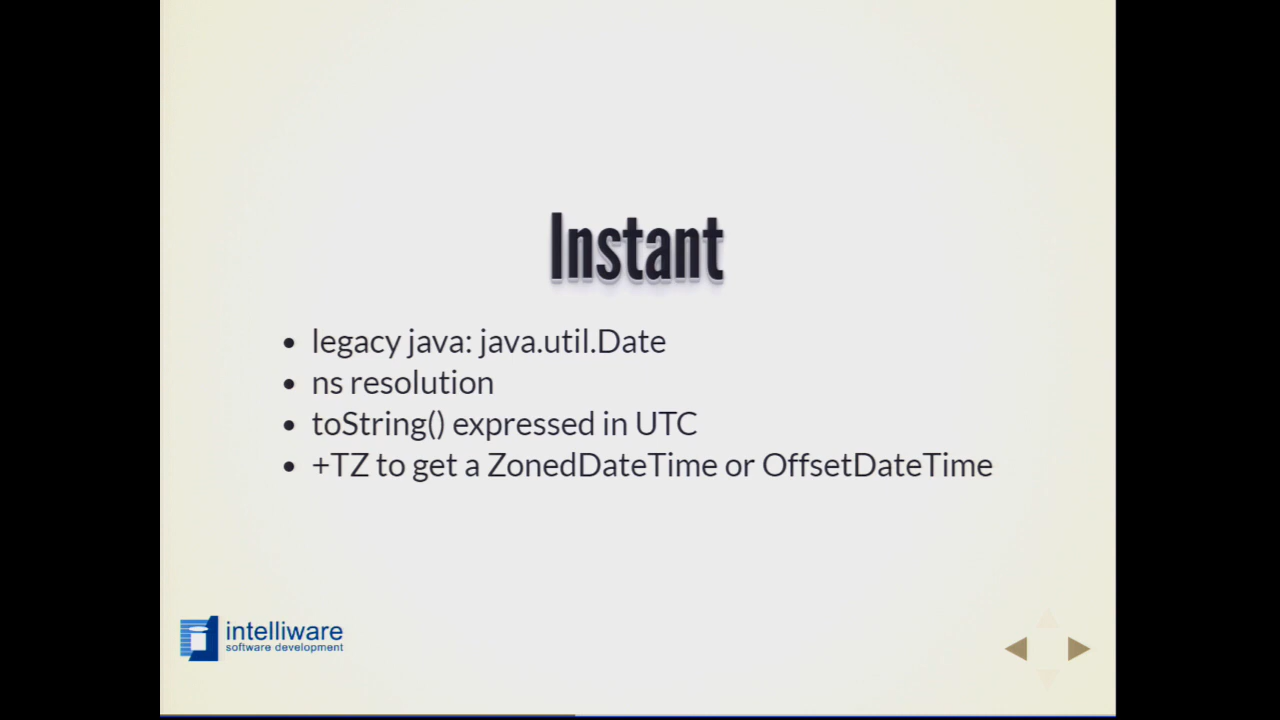 Instant
• legacy java: java.util.Date
• ns resolution
• toString() expressed in UTC
• +TZ to get a ZonedDateTime or OffsetDateTime
intelliware
software development